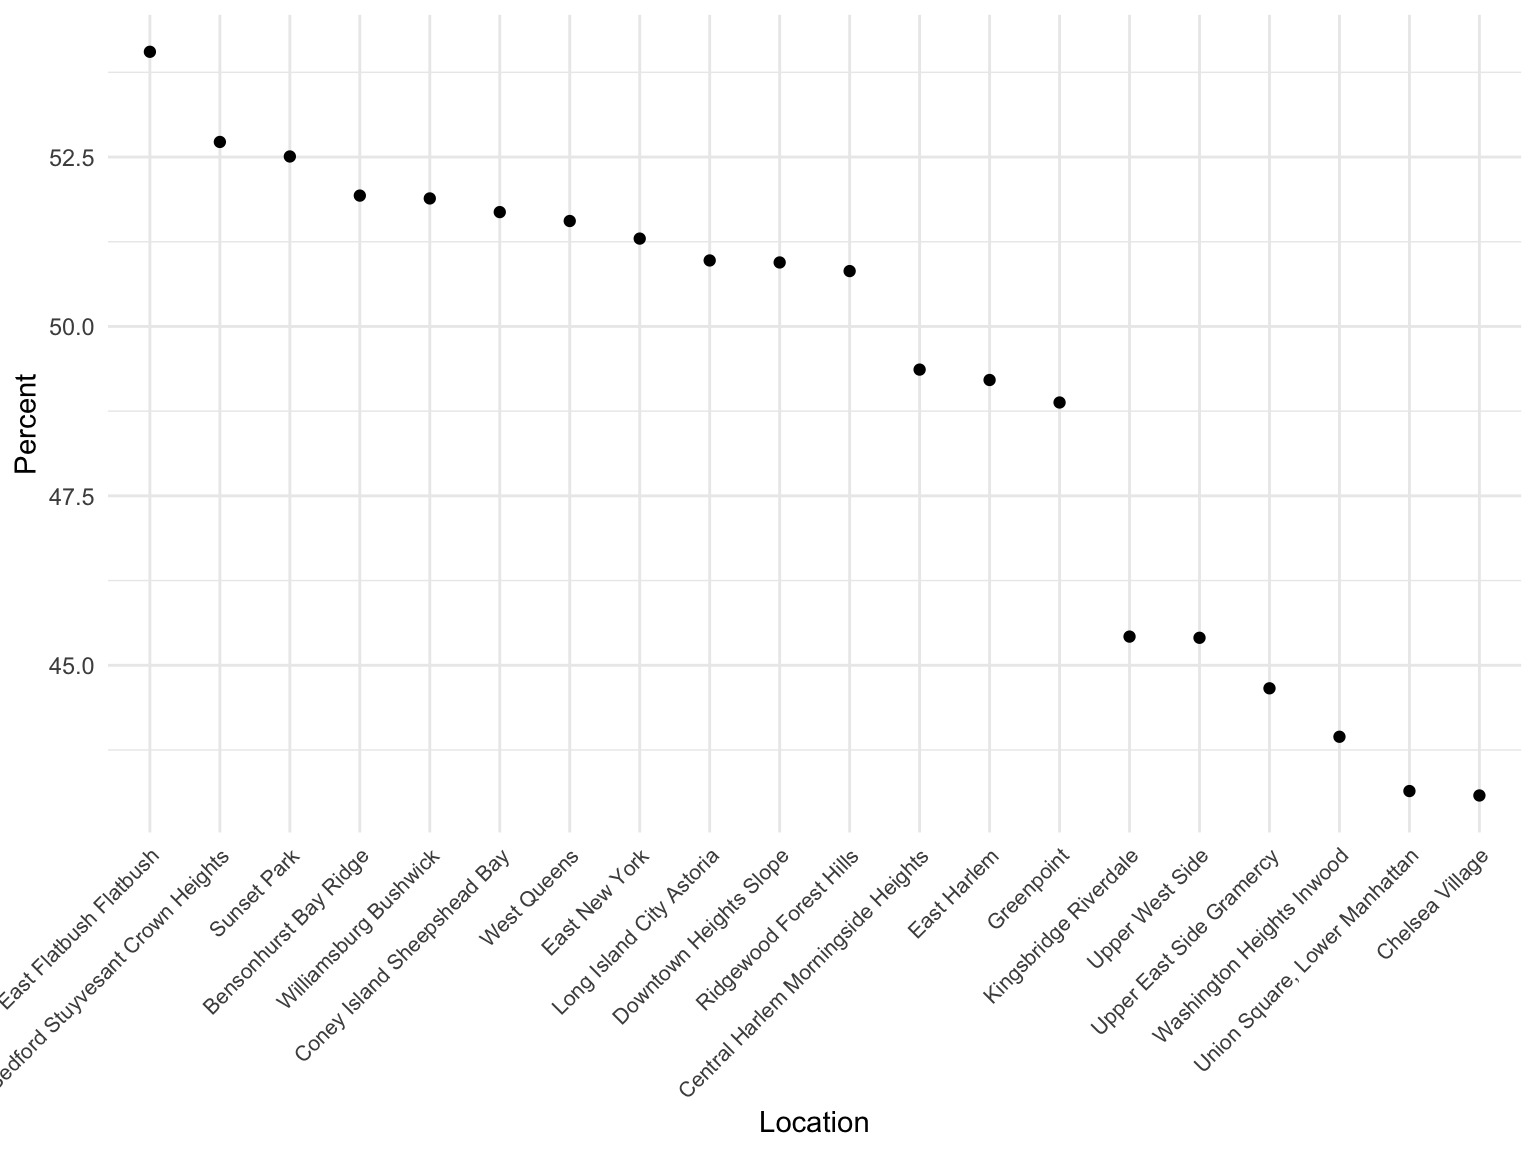 Percent
52.5
50.0
47.5
45.0
East Flatbush Flatbush
Stuyvesant Crown Heights
Sunset Park
Bensonhurst Bay Ridge
Williamsburg Bushwick
Coney Island Sheepshead Bay
West Queens
East New York
Long Island City Astoria
Downtown Heights Slope
Ridgewood Forest Hills
Central Harlem Morningside Heights
East Harlem
Greenpoint
Kingsbridge Riverdale
Upper West Side
Upper East Side Gramercy
Washington Heights Inwood
Union Square, Lower Manhattan
Chelsea Village
Location